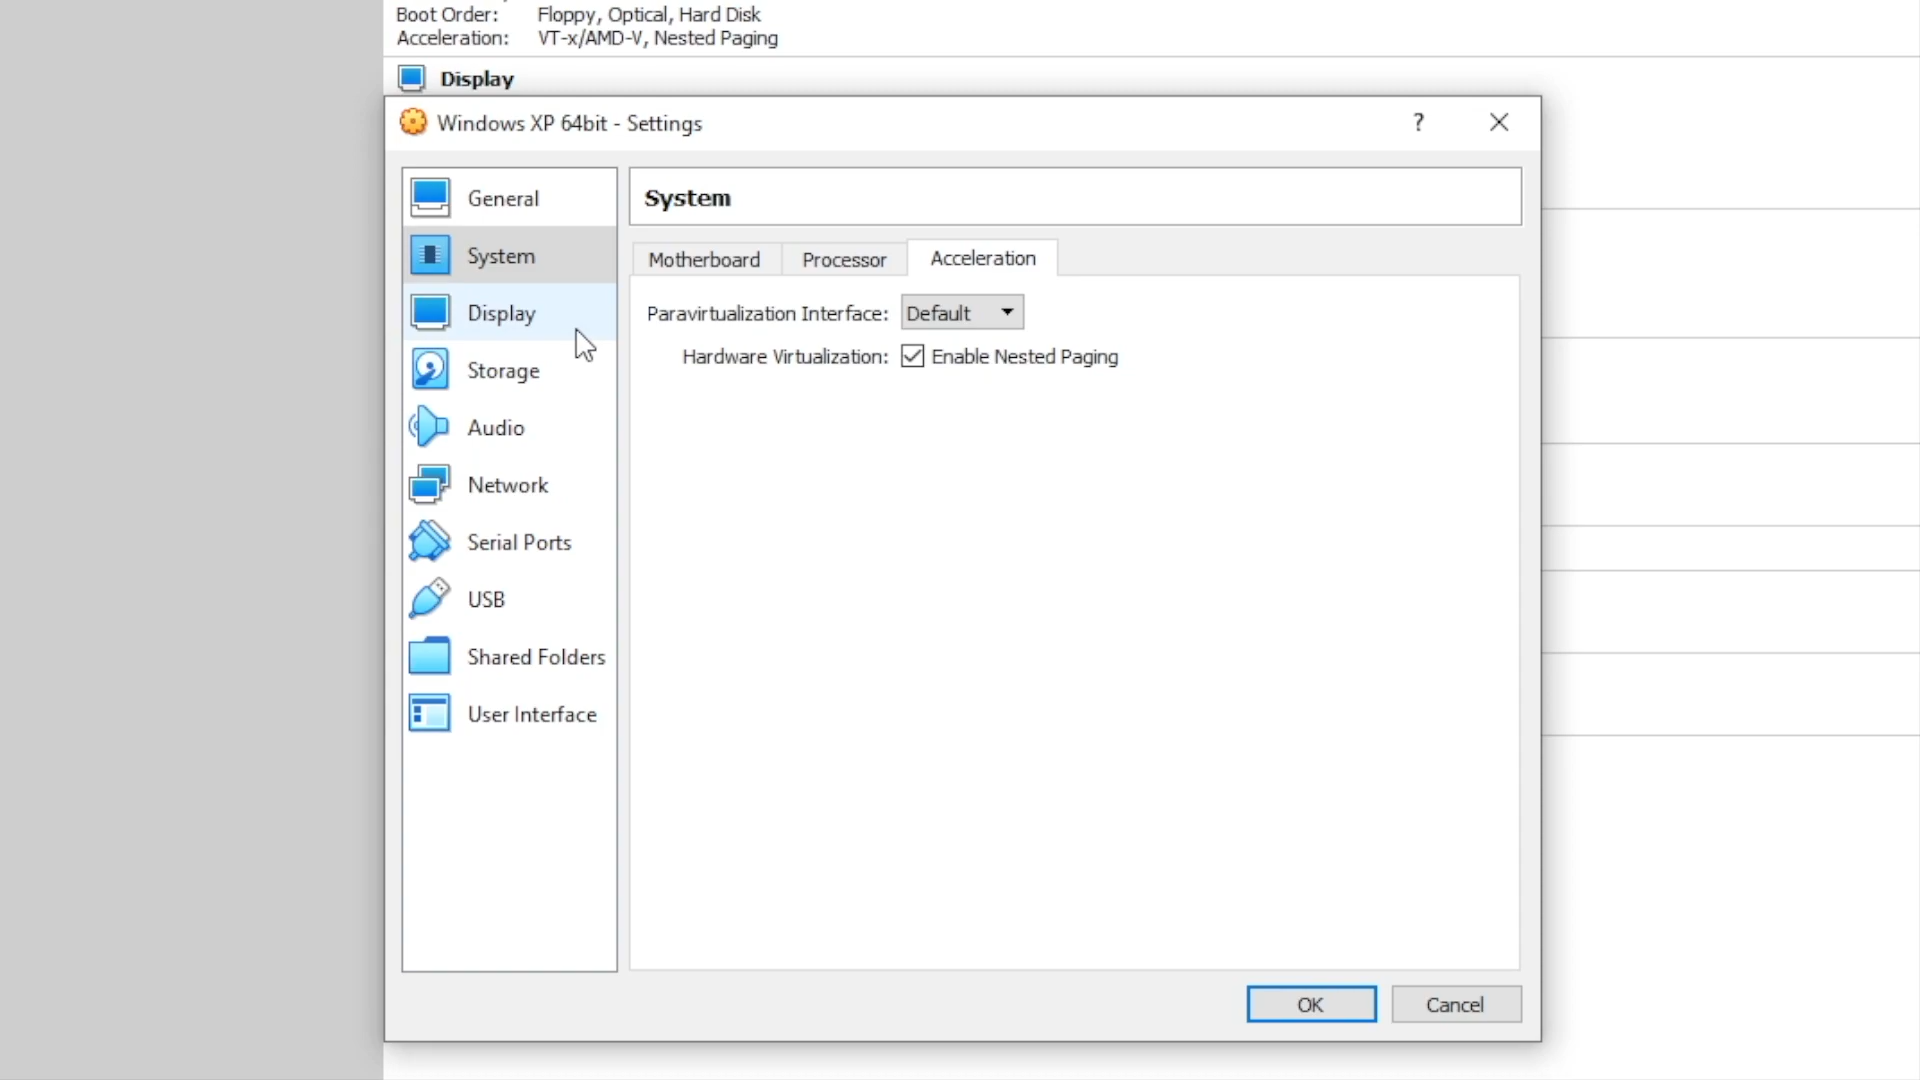 Boot Order: Floppy, Optical, Hard Disk
Acceleration: VT-x/AMD-V, Nested Paging
Display
Windows XP 64bit - Settings
?
General
System
Display
Storage
Audio
Network
Serial Ports
USB
Shared Folders
User Interface
System
Motherboard Processor Acceleration
Paravirtualization Interface: Default
Hardware Virtualization: Enable Nested Paging
OK Cancel